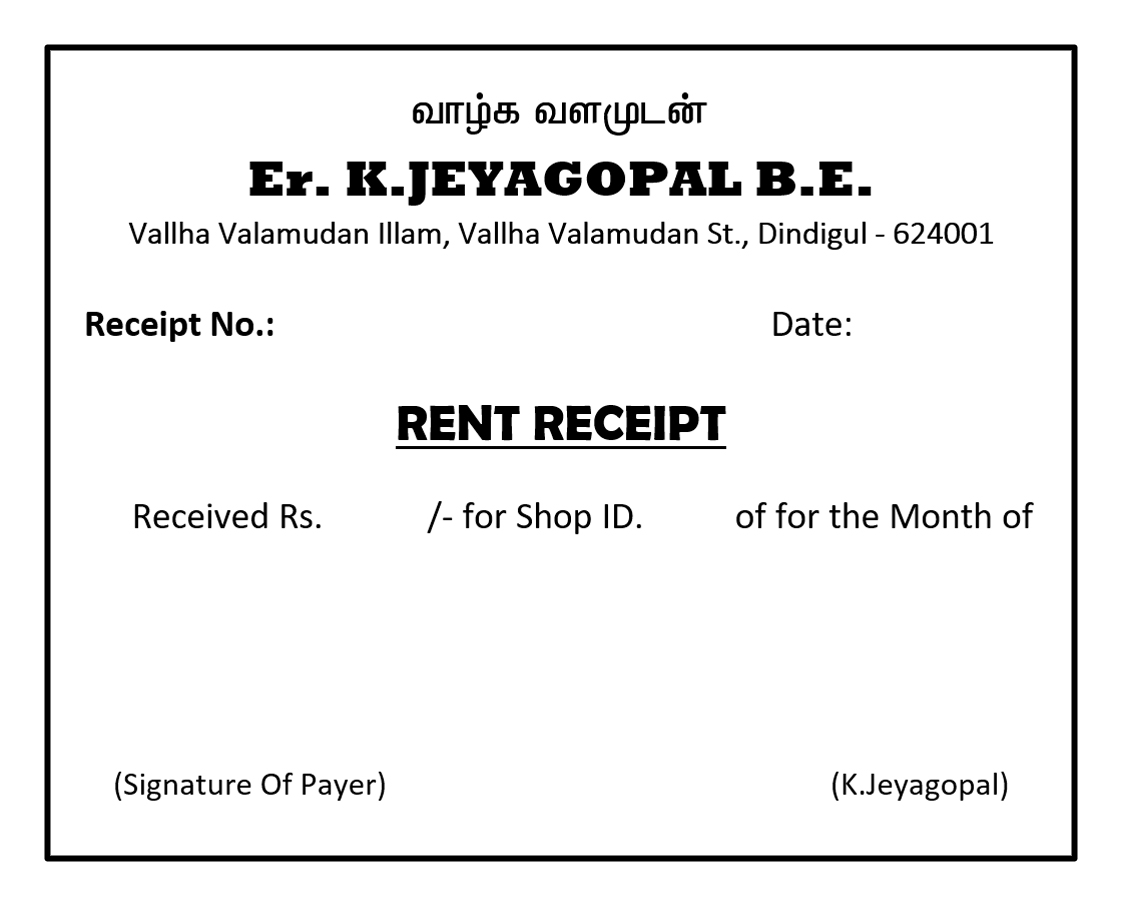 வாழ்க வளமுடன்
Er. K.JEYAGOPAL B.E.
Vallha Valamudan Illam, Vallha Valamudan St., Dindigul - 624001
Receipt No.: Date:
RENT RECEIPT
Received Rs. /- for Shop ID. of for the Month of
(Signature Of Payer) (K.Jeyagopal)